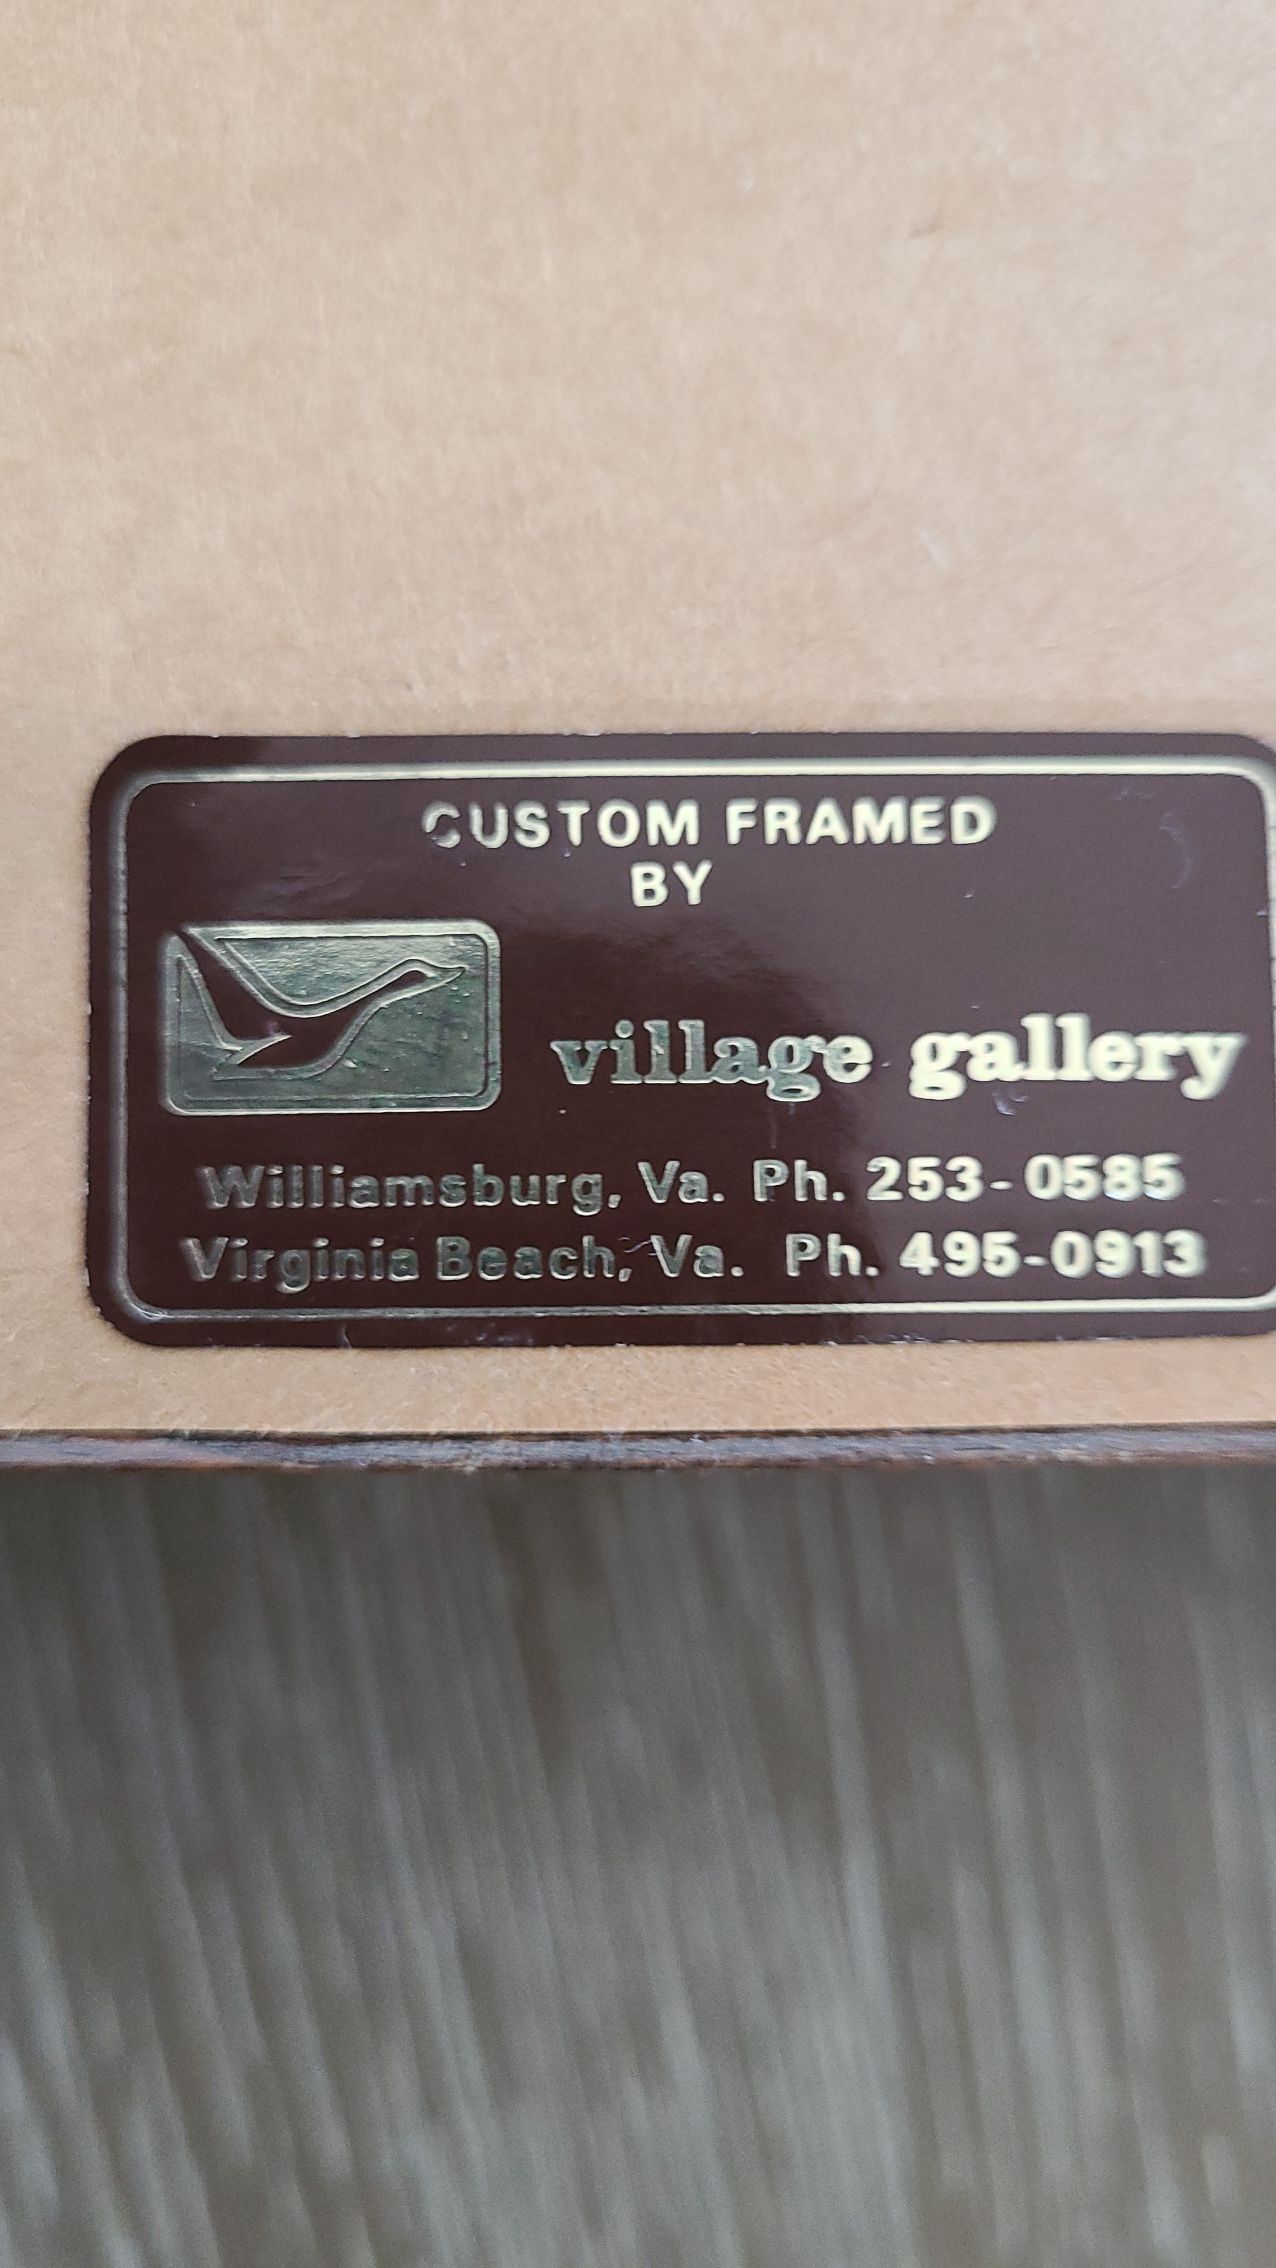 CUSTOM FRAMED
BY
village gallery
Williamsburg, Va. Ph. 253-0585
Virginia Beach, Va. Ph. 495-0913